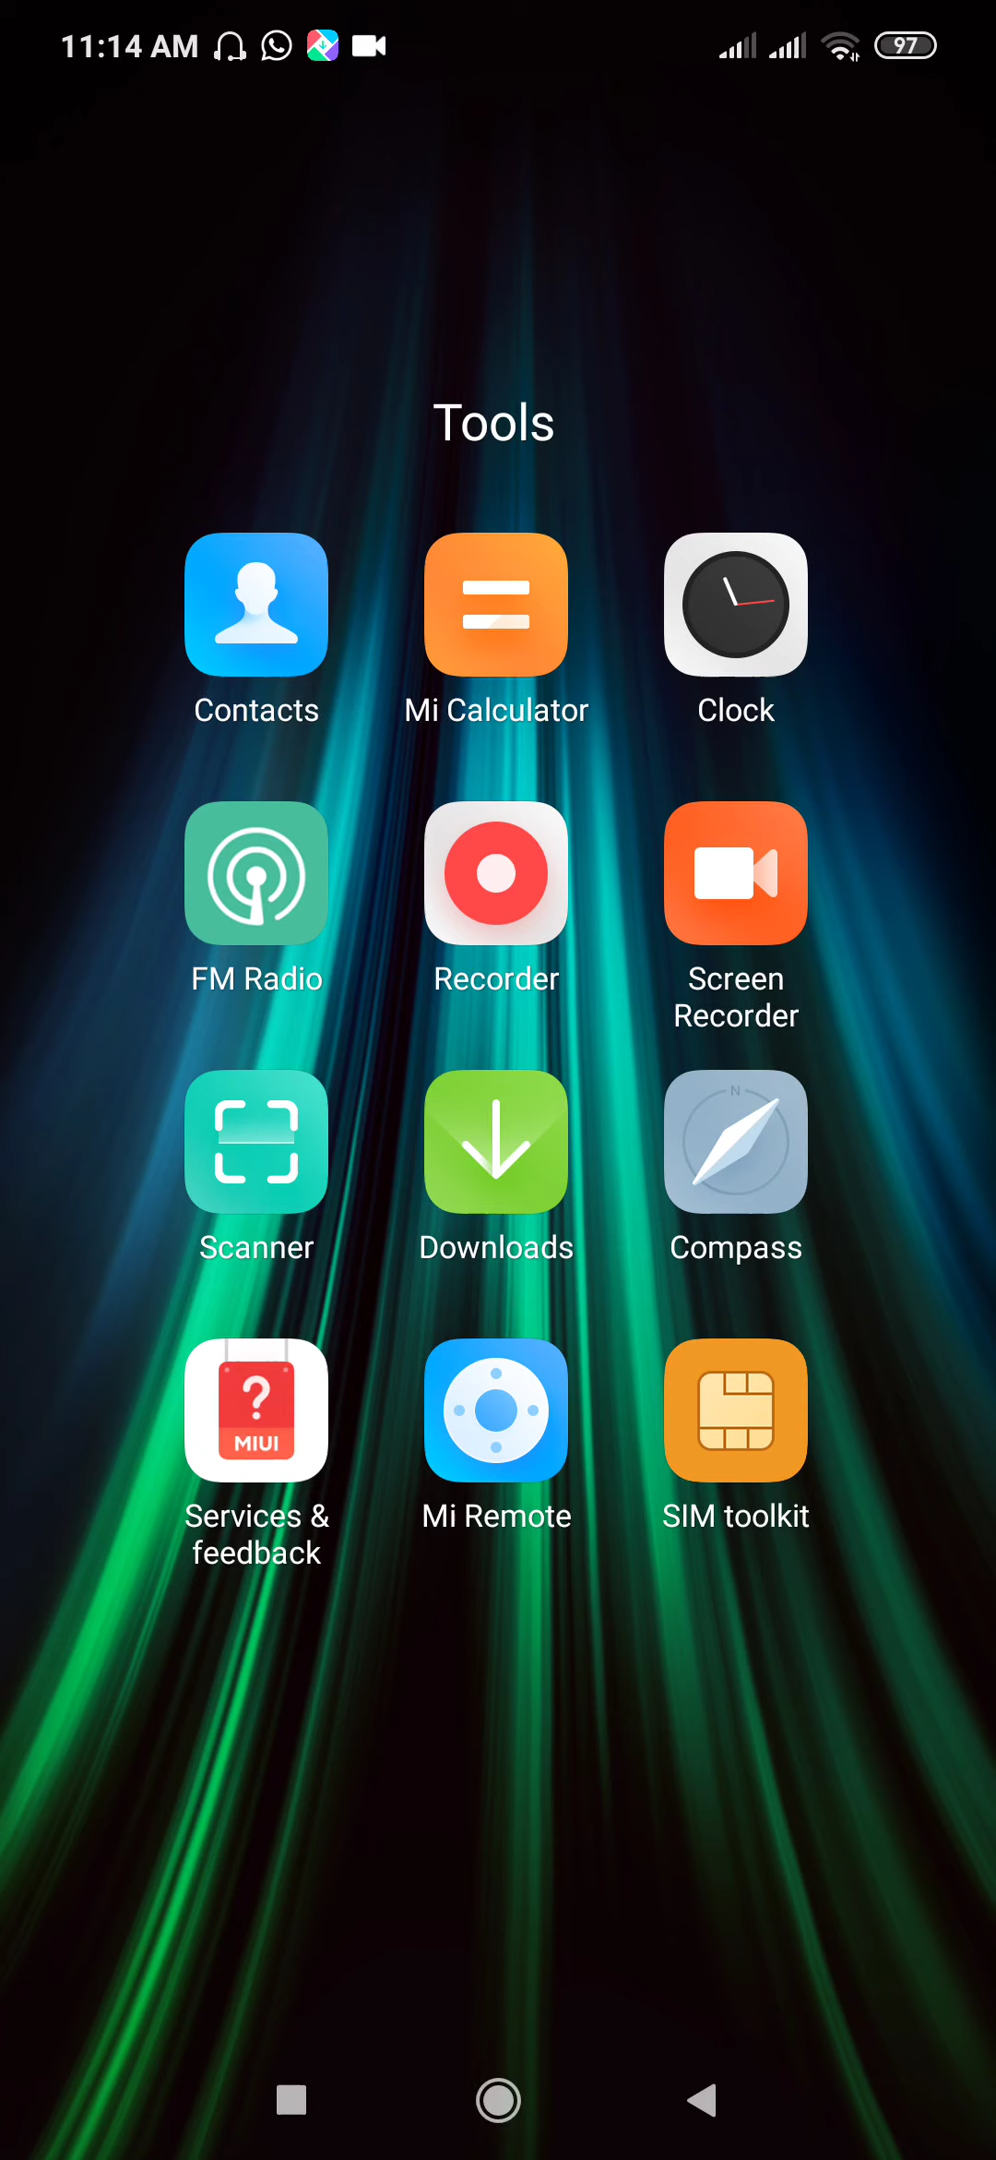 11:14 AM 97
Tools
Contacts Mi Calculator Clock
FM Radio Recorder Screen
Recorder
N
Scanner Downloads Compass
?
MIUI
Services & Mi Remote SIM toolkit
feedback